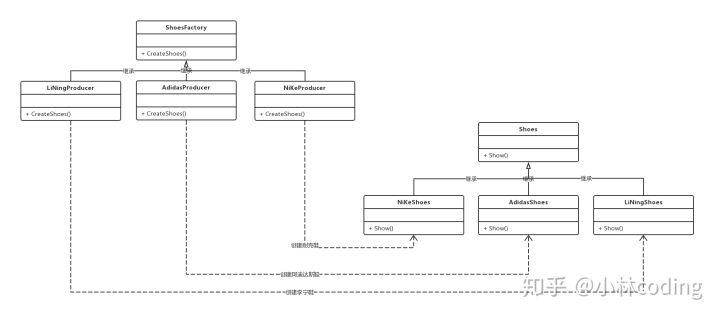 ShoesFactory
+ CreateShoes()
继承 继承 继承
LiNingProducer AdidasProducer NiKeProducer
+ CreateShoes() + CreateShoes() + CreateShoes()
Shoes
+ Show()
继承 继承 继承
NiKeShoes AdidasShoes LiNingShoes
+ Show() + Show() + Show()
创建耐克鞋
创建阿迪达斯鞋
创建李宁鞋
知乎 @小林coding